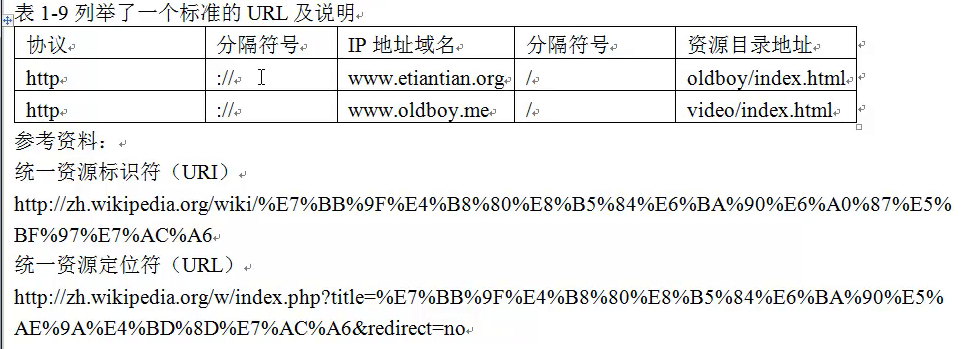 表 1-9 列举了一个标准的 URL 及说明
协议 分隔符号 IP 地址域名 分隔符号 资源目录地址
http :// www.etiantian.org / oldboy/index.html
http :// www.oldboy.me / video/index.html
参考资料：
统一资源标识符（URI）
http://zh.wikipedia.org/wiki/%E7%BB%9F%E4%B8%80%E8%B5%84%E6%BA%90%E6%A0%87%E5%
BF%97%E7%AC%A6
统一资源定位符（URL）
http://zh.wikipedia.org/w/index.php?title=%E7%BB%9F%E4%B8%80%E8%B5%84%E6%BA%90%E5%
AE%9A%E4%BD%8D%E7%AC%A6&redirect=no